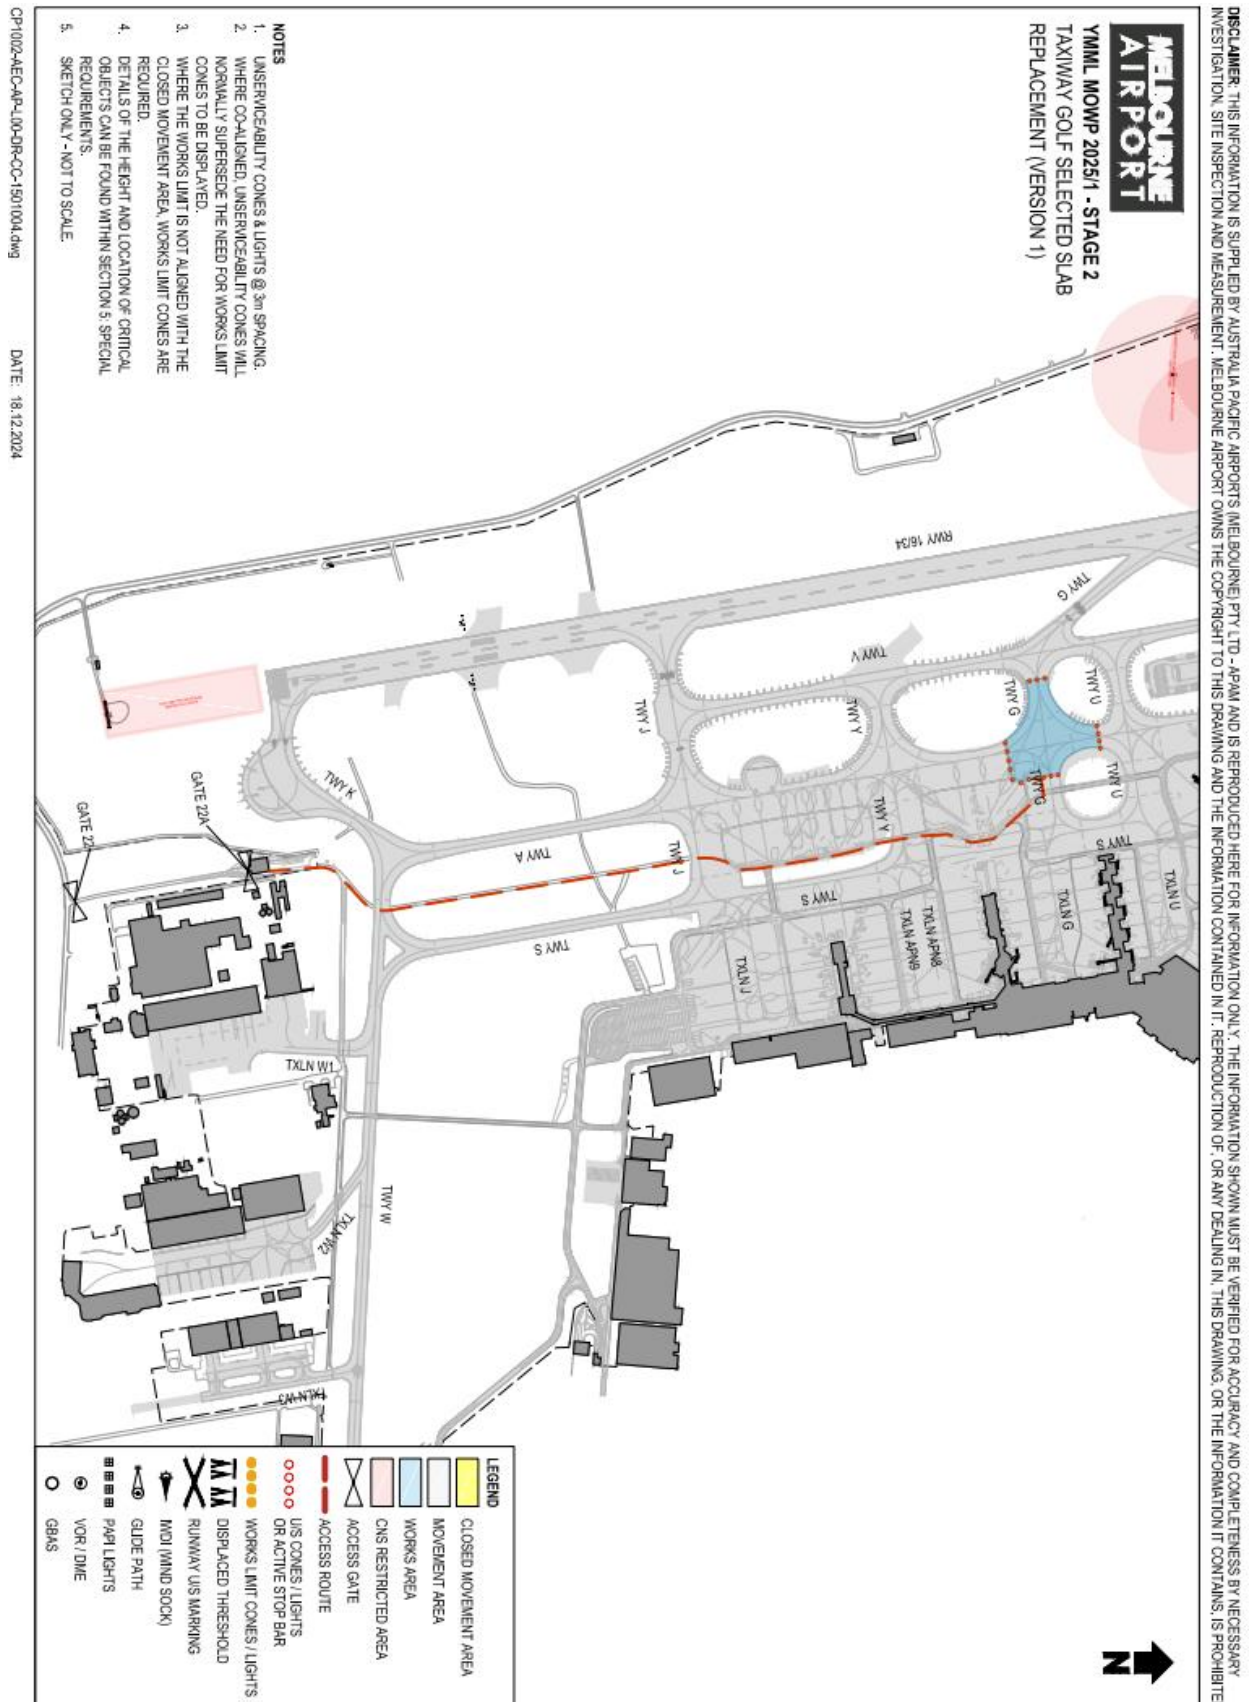 DISCLAIMER: THIS INFORMATION IS SUPPLIED BY AUSTRALIA PACIFIC AIRPORTS (MELBOURNE) PTY LTD - APAM AND IS REPRODUCED HERE FOR INFORMATION ONLY. THE INFORMATION SHOWN MUST BE VERIFIED FOR ACCURACY AND COMPLETENESS BY NECESSARY
INVESTIGATION, SITE INSPECTION AND MEASUREMENT. MELBOURNE AIRPORT OWNS THE COPYRIGHT TO THIS DRAWING AND THE INFORMATION CONTAINED IN IT. REPRODUCTION OF, OR ANY DEALING IN, THIS DRAWING, OR THE INFORMATION IT CONTAINS, IS PROHIBITE
MELBOURNE
AIRPORT
YMML MOWP 2025/1 - STAGE 2
TAXIWAY GOLF SELECTED SLAB
REPLACEMENT (VERSION 1)
N
RWY 16/34
TWY G
TWY V
TWY U
TWY G
TWY Y
TWY J
TWY K
TWY U
TWY G
TWY Y
TWY S
TWY J
TWY A
TWY S
TWY S
TXLN U
TXLN G
TXLN APN8
TXLN APN9
TXLN J
GATE 22A
GATE 22
TXLN W1
TWY W
TXLN W2
TXLN W3
NOTES
1. UNSERVICEABILITY CONES & LIGHTS @ 3m SPACING.
2. WHERE CO-ALIGNED, UNSERVICEABILITY CONES WILL
NORMALLY SUPERSEDE THE NEED FOR WORKS LIMIT
CONES TO BE DISPLAYED.
3. WHERE THE WORKS LIMIT IS NOT ALIGNED WITH THE
CLOSED MOVEMENT AREA, WORKS LIMIT CONES ARE
REQUIRED.
4. DETAILS OF THE HEIGHT AND LOCATION OF CRITICAL
OBJECTS CAN BE FOUND WITHIN SECTION 5: SPECIAL
REQUIREMENTS.
5. SKETCH ONLY - NOT TO SCALE.
LEGEND
CLOSED MOVEMENT AREA
MOVEMENT AREA
WORKS AREA
CNS RESTRICTED AREA
ACCESS GATE
ACCESS ROUTE
U/S CONES / LIGHTS
OR ACTIVE STOP BAR
WORKS LIMIT CONES / LIGHTS
DISPLACED THRESHOLD
RUNWAY U/S MARKING
IWDI (WIND SOCK)
GLIDE PATH
PAPI LIGHTS
VOR / DME
GBAS
CP1002-AEC-AP-L00-DR-CC-1501004.dwg
DATE: 18.12.2024